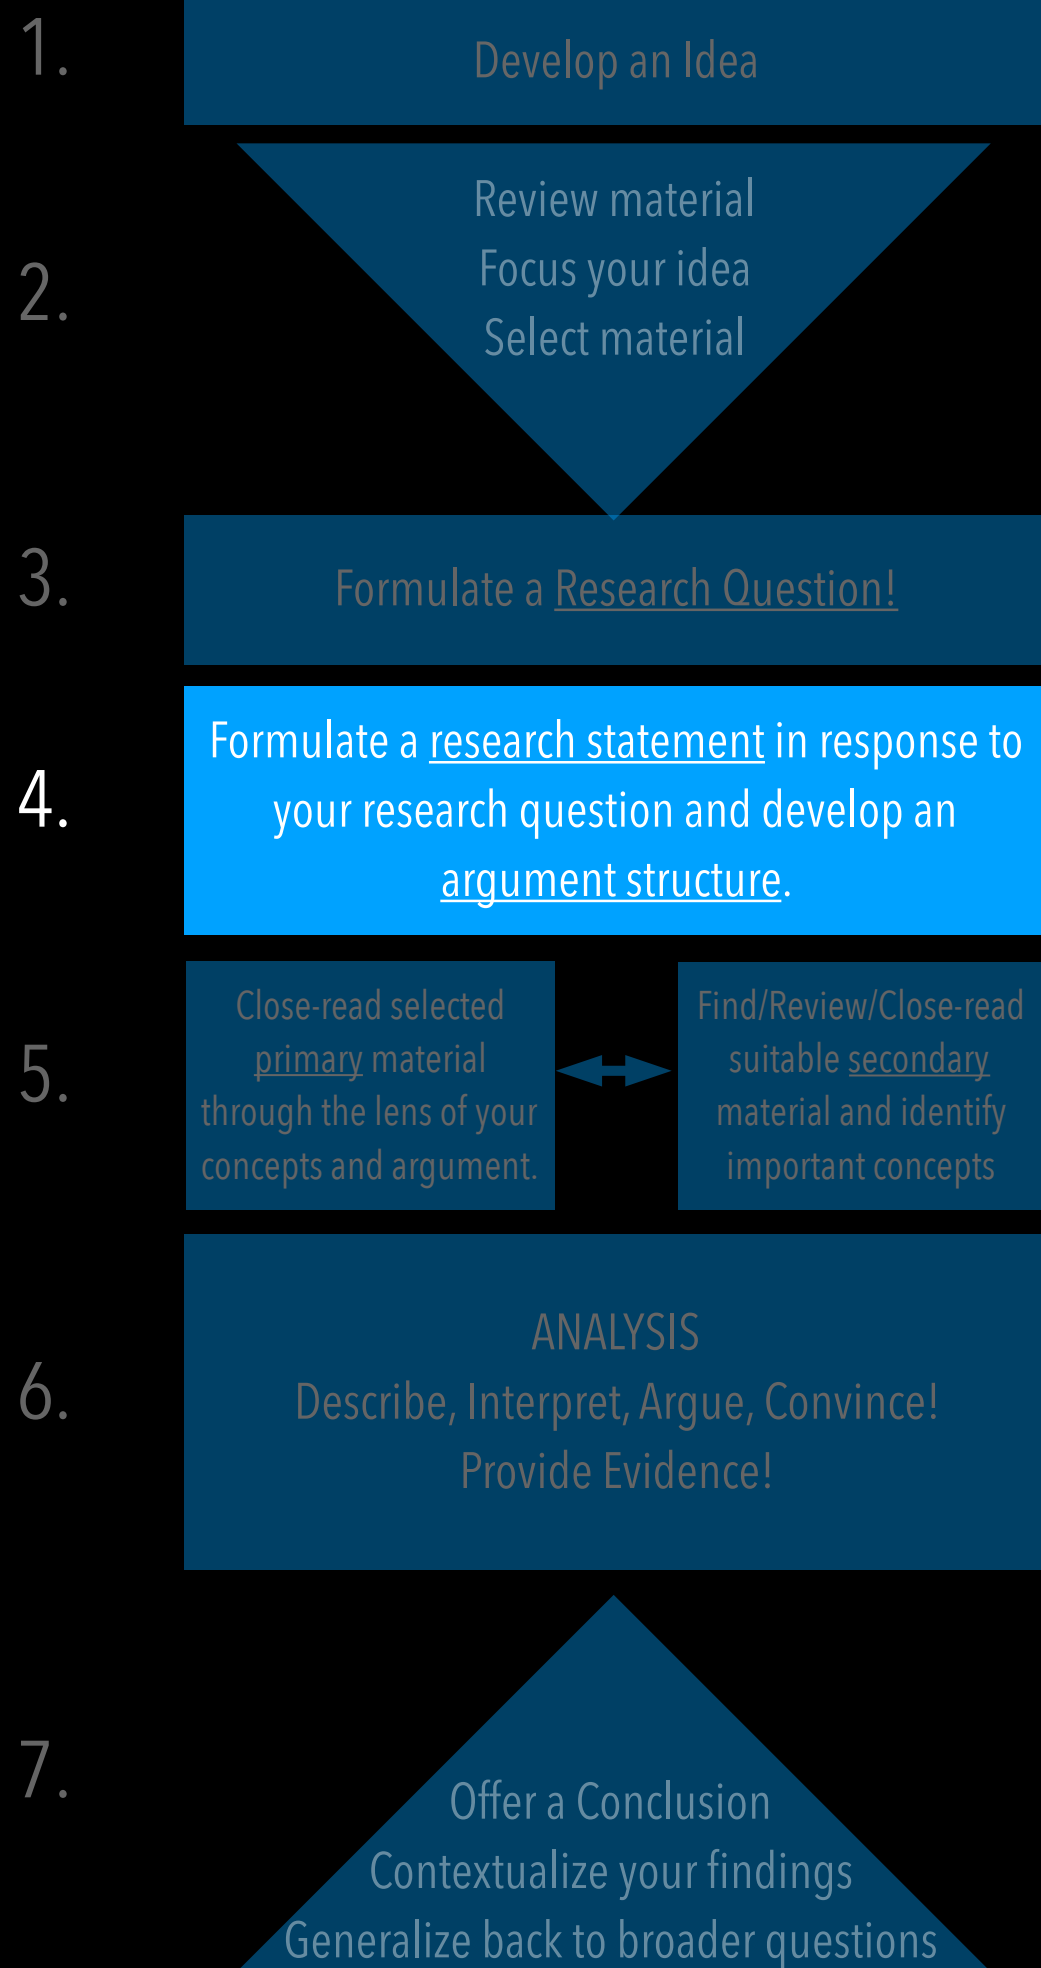 1.
Develop an Idea
2.
Review material
Focus your idea
Select material
3.
Formulate a Research Question!
4.
Formulate a research statement in response to
your research question and develop an
argument structure.
5.
Close-read selected
primary material
through the lens of your
concepts and argument.
Find/Review/Close-read
suitable secondary
material and identify
important concepts
6.
ANALYSIS
Describe, Interpret, Argue, Convince!
Provide Evidence!
7.
Offer a Conclusion
Contextualize your findings
Generalize back to broader questions